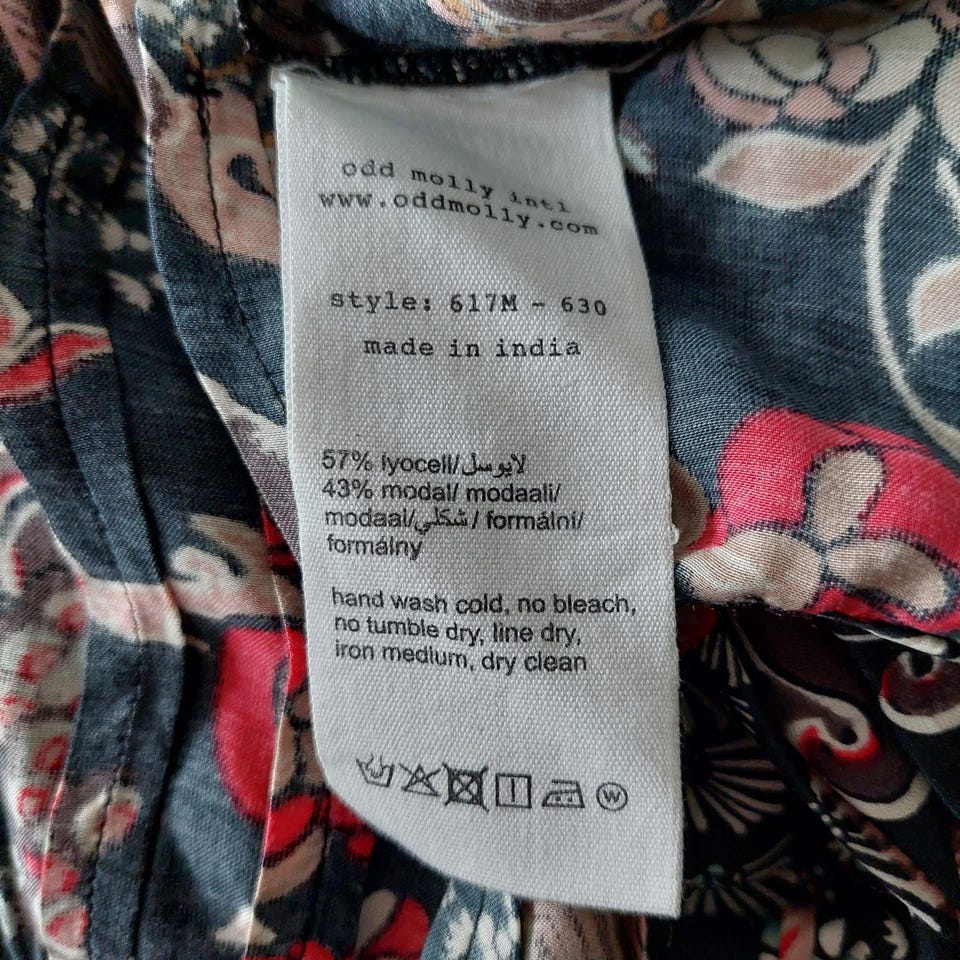 odd molly intl
www.oddmolly.com
style: 617M - 630
made in india
57% lyocell/لايوسل
43% modal/ modaali/
modaal/شكلي/ formální/
formálny
hand wash cold, no bleach,
no tumble dry, line dry,
iron medium, dry clean
W